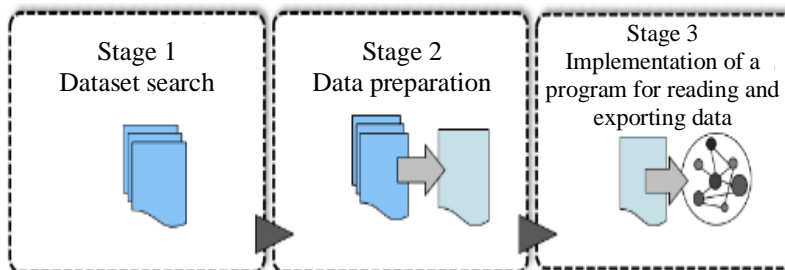 Stage 1
Dataset search
Stage 2
Data preparation
Stage 3
Implementation of a
program for reading and
exporting data